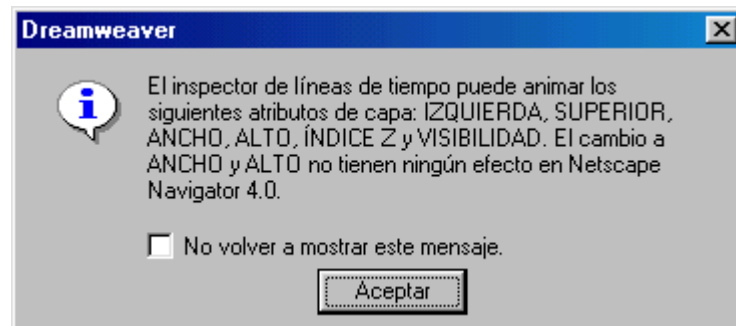 Dreamweaver
El inspector de líneas de tiempo puede animar los
siguientes atributos de capa: IZQUIERDA, SUPERIOR,
ANCHO, ALTO, ÍNDICE Z y VISIBILIDAD. El cambio a
ANCHO y ALTO no tienen ningún efecto en Netscape
Navigator 4.0.
No volver a mostrar este mensaje.
Aceptar